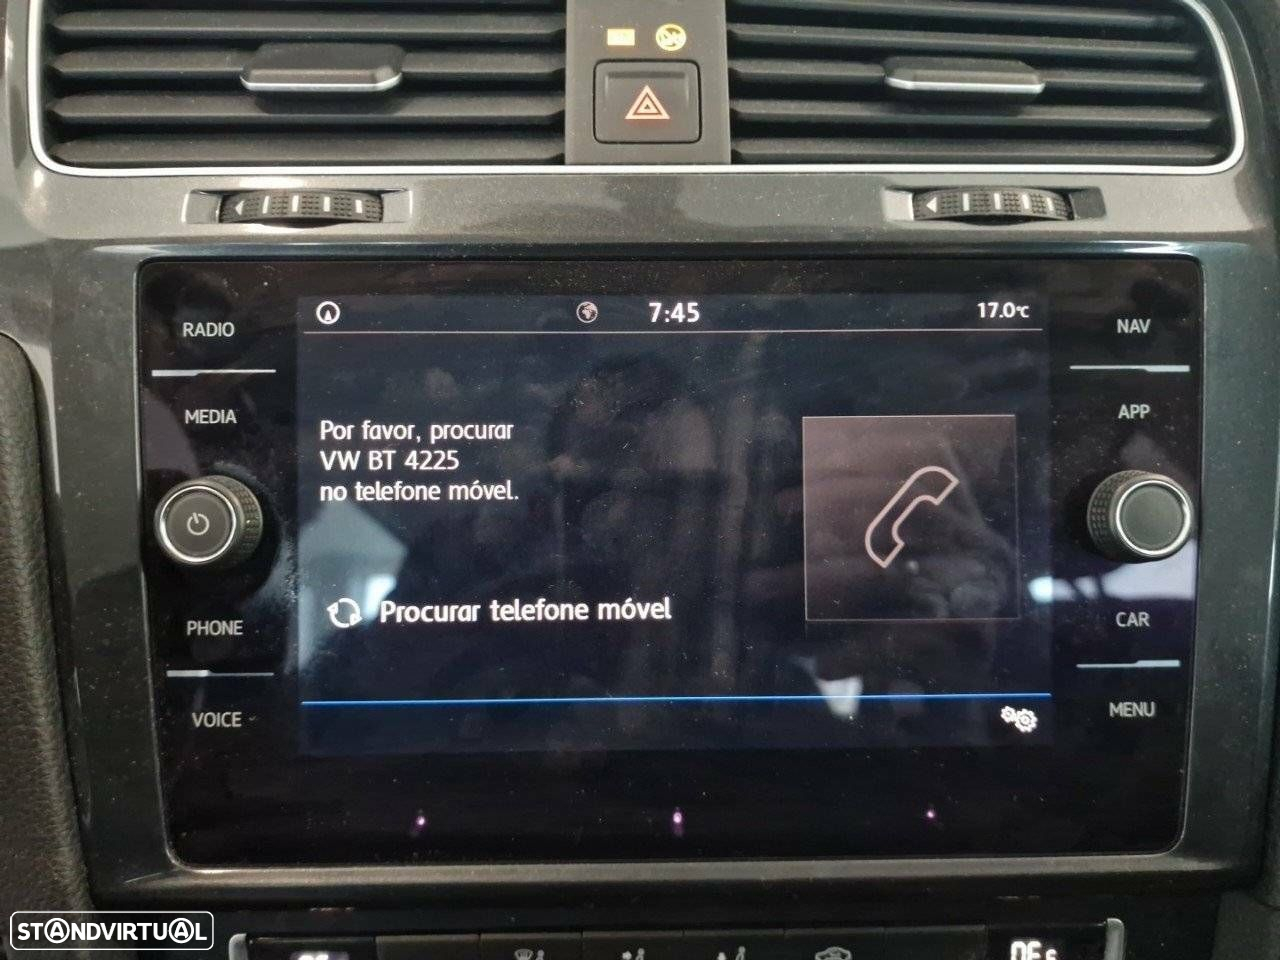 7:45
17.0°C
RADIO
NAV
MEDIA
APP
Por favor, procurar
VW BT 4225
no telefone móvel.
Procurar telefone móvel
PHONE
CAR
VOICE
MENU
STANDVIRTUAL